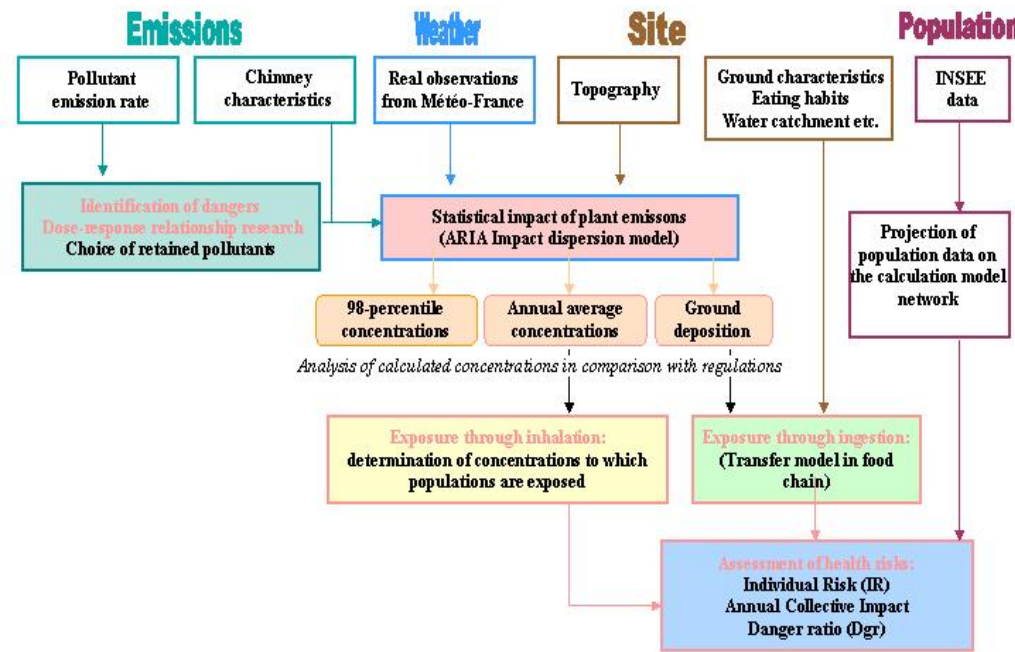 Emissions
Weather
Site
Population
Pollutant
emission rate
Chimney
characteristics
Real observations
from Météo-France
Topography
Ground characteristics
Eating habits
Water catchment etc.
INSEE
data
Identification of dangers
Dose-response relationship research
Choice of retained pollutants
Statistical impact of plant emissons
(ARIA Impact dispersion model)
Projection of
population data on
the calculation model
network
98-percentile
concentrations
Annual average
concentrations
Ground
deposition
Analysis of calculated concentrations in comparison with regulations
Exposure through inhalation:
determination of concentrations to which
populations are exposed
Exposure through ingestion:
(Transfer model in food
chain)
Assessment of health risks:
Individual Risk (IR)
Annual Collective Impact
Danger ratio (Dgr)